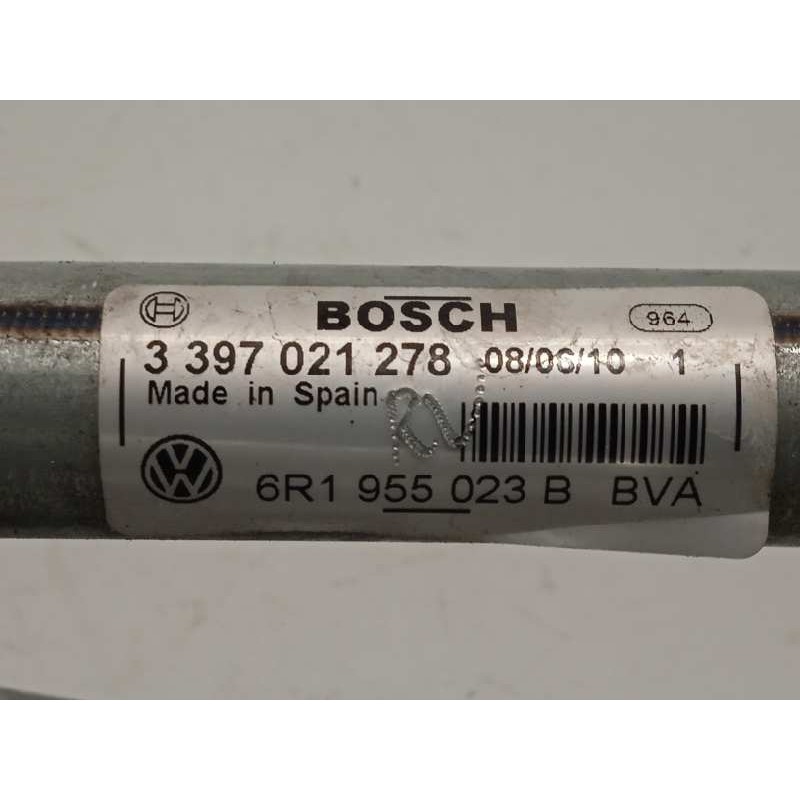 BOSCH 964
3 397 021 278 08/06/10 1
Made in Spain
6R1 955 023 B BVA